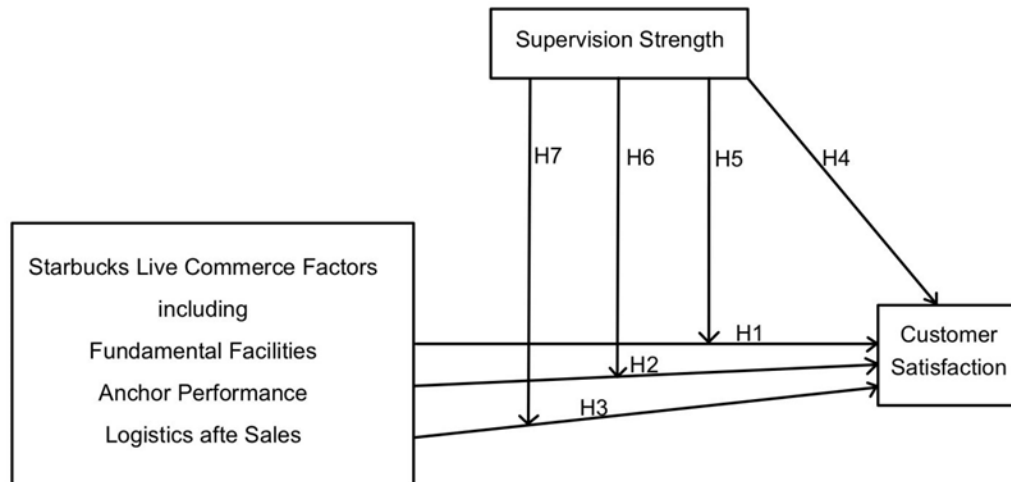 Supervision Strength
H7
H6
H5
H4
Starbucks Live Commerce Factors
including
Fundamental Facilities
Anchor Performance
Logistics afte Sales
H1
H2
H3
Customer
Satisfaction